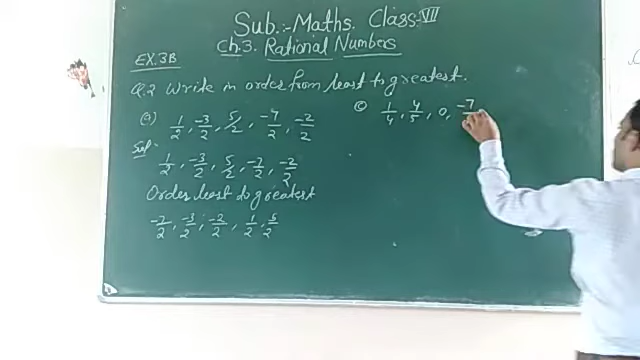 Sub.:- Maths. Class VII
Ch.3. Rational Numbers
EX.3B
Q.2 Write in order from least to greatest.
(a) 1/2, -3/2, 5/2, -7/2, -2/2
Sol:-
1/2, -3/2, 5/2, -7/2, -2/2
Order least to greatest
-7/2, -3/2, -2/2, 1/2, 5/2
(c) 1/4, 4/5, 0, -7